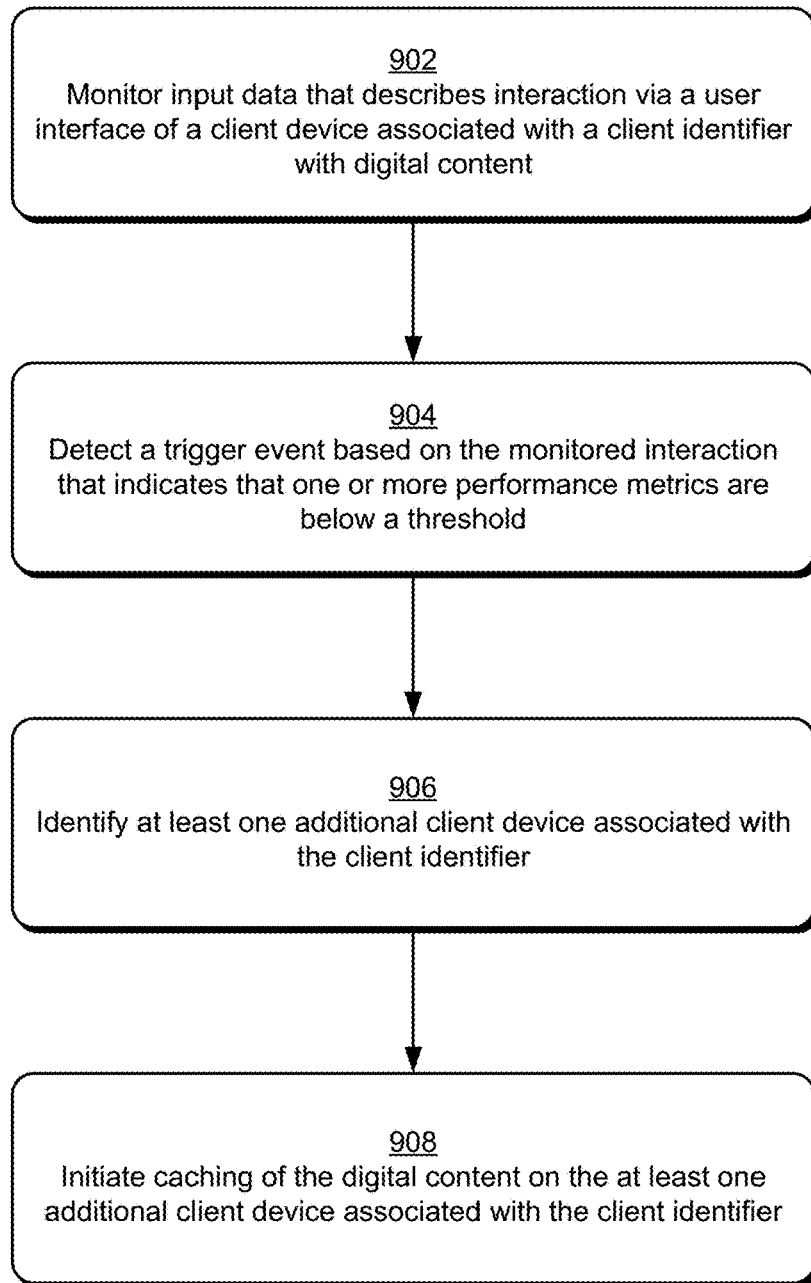 902
Monitor input data that describes interaction via a user
interface of a client device associated with a client identifier
with digital content
904
Detect a trigger event based on the monitored interaction
that indicates that one or more performance metrics are
below a threshold
906
Identify at least one additional client device associated with
the client identifier
908
Initiate caching of the digital content on the at least one
additional client device associated with the client identifier